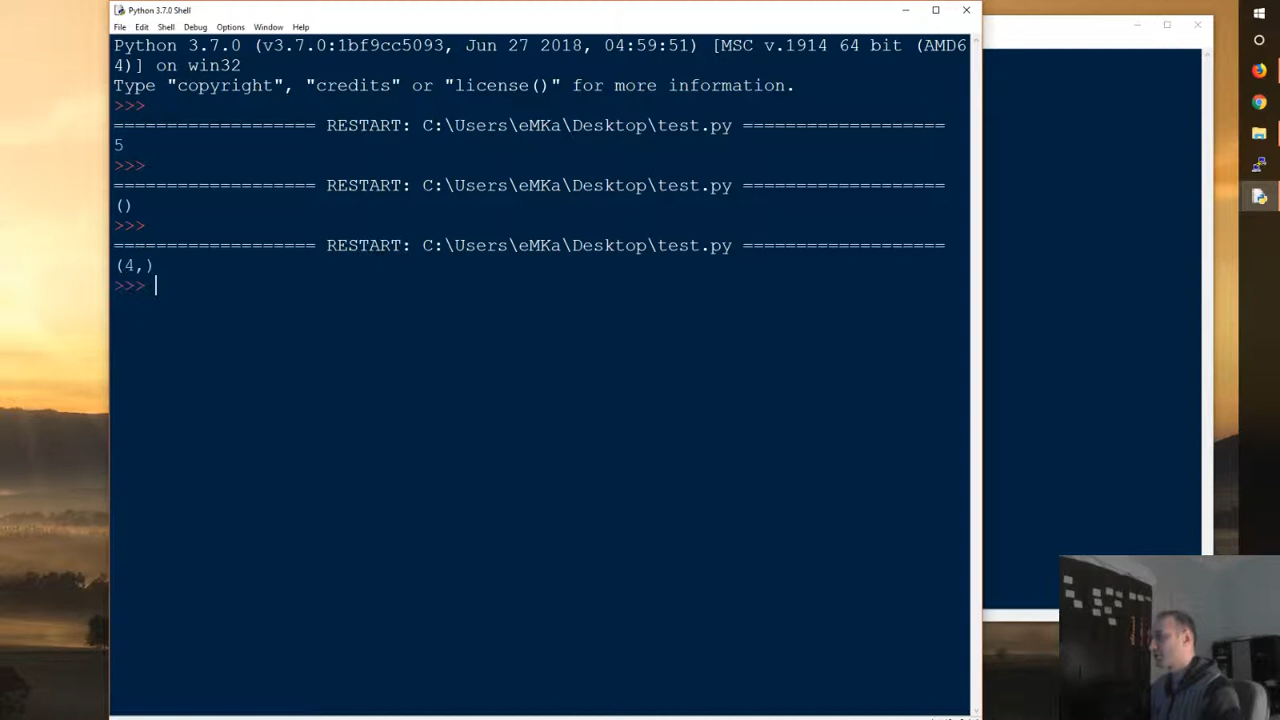 Python 3.7.0 Shell
File Edit Shell Debug Options Window Help
Python 3.7.0 (v3.7.0:1bf9cc5093, Jun 27 2018, 04:59:51) [MSC v.1914 64 bit (AMD6
4)] on win32
Type "copyright", "credits" or "license()" for more information.
>>>
=================== RESTART: C:\Users\eMKa\Desktop\test.py ===================
5
>>>
=================== RESTART: C:\Users\eMKa\Desktop\test.py ===================
()
>>>
=================== RESTART: C:\Users\eMKa\Desktop\test.py ===================
(4,)
>>>